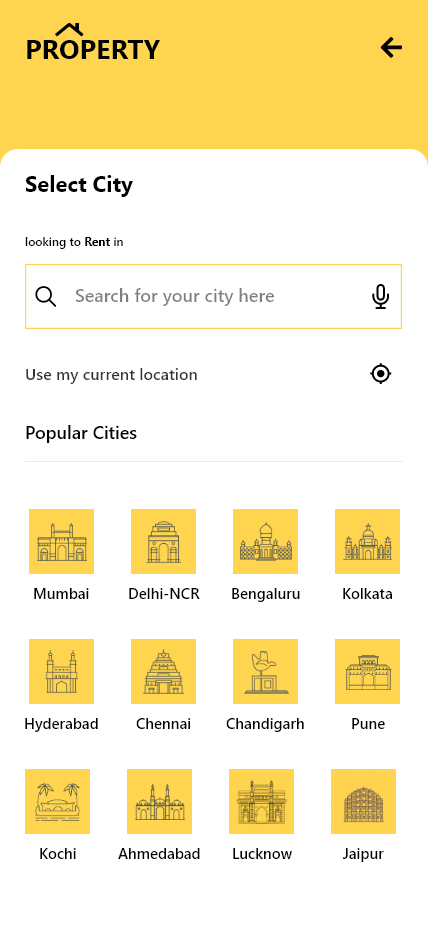 PROPERTY
Select City
looking to Rent in
Search for your city here
Use my current location
Popular Cities
Mumbai Delhi-NCR Bengaluru Kolkata
Hyderabad Chennai Chandigarh Pune
Kochi Ahmedabad Lucknow Jaipur